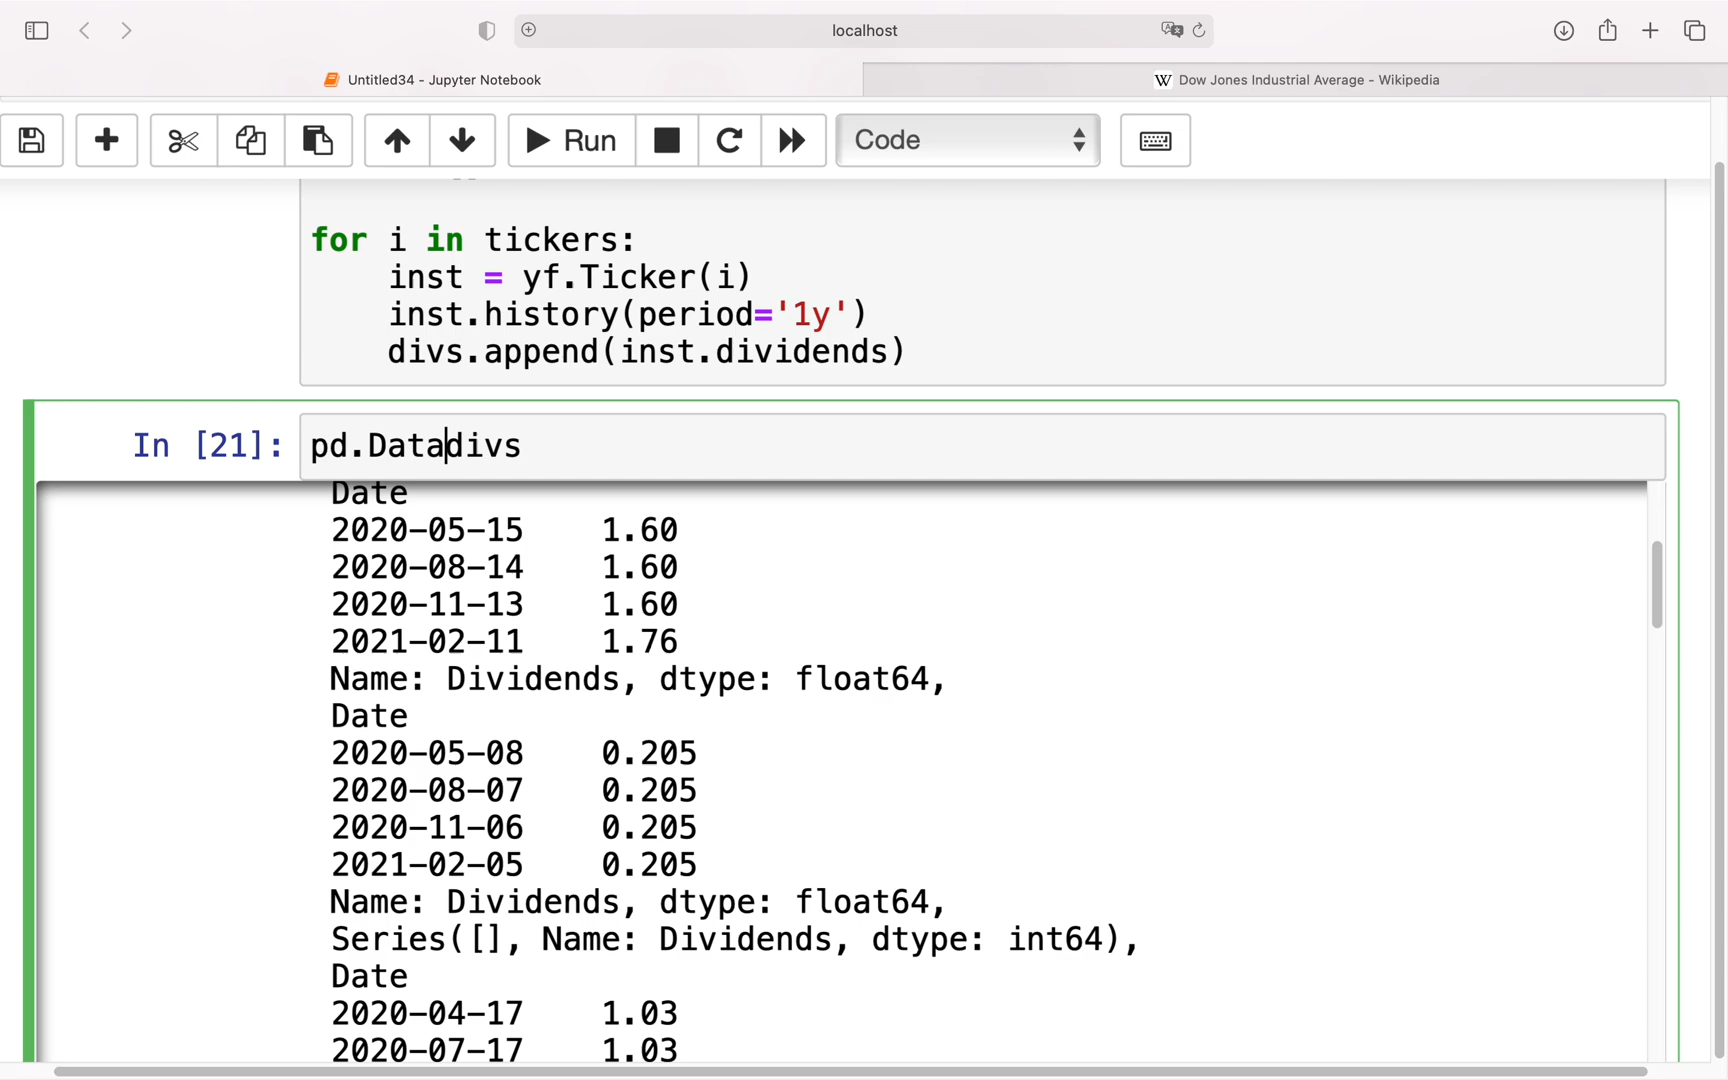 localhost
Untitled34 - Jupyter Notebook
W Dow Jones Industrial Average - Wikipedia
Run
Code
for i in tickers:
    inst = yf.Ticker(i)
    inst.history(period='1y')
    divs.append(inst.dividends)
In [21]: pd.Datadivs
Date
2020-05-15    1.60
2020-08-14    1.60
2020-11-13    1.60
2021-02-11    1.76
Name: Dividends, dtype: float64,
Date
2020-05-08    0.205
2020-08-07    0.205
2020-11-06    0.205
2021-02-05    0.205
Name: Dividends, dtype: float64,
Series([], Name: Dividends, dtype: int64),
Date
2020-04-17    1.03
2020-07-17    1.03